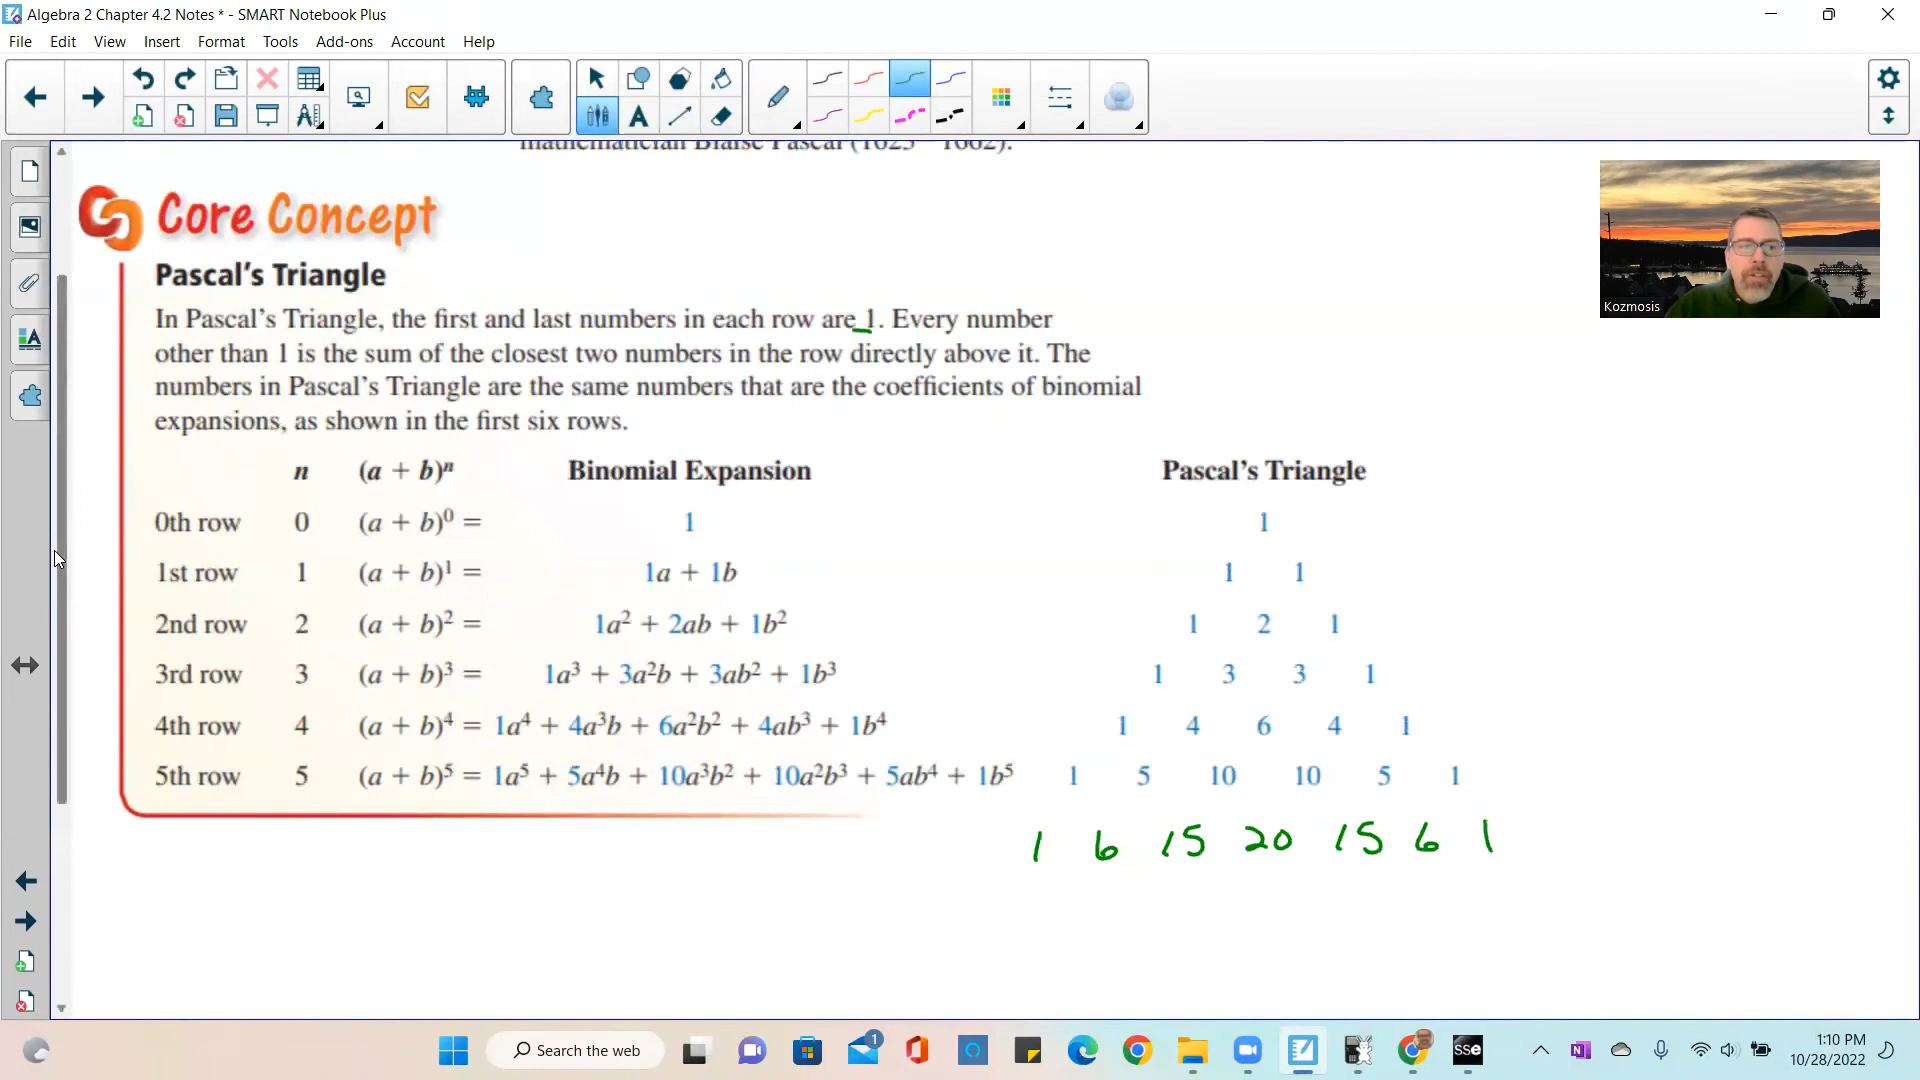 Algebra 2 Chapter 4.2 Notes * - SMART Notebook Plus
File Edit View Insert Format Tools Add-ons Account Help
mathematician Blaise Pascal (1623–1662).
Core Concept
Kozmosis
Pascal's Triangle
In Pascal's Triangle, the first and last numbers in each row are 1. Every number
other than 1 is the sum of the closest two numbers in the row directly above it. The
numbers in Pascal's Triangle are the same numbers that are the coefficients of binomial
expansions, as shown in the first six rows.
n (a + b)ⁿ Binomial Expansion Pascal's Triangle
0th row 0 (a + b)⁰ = 1 1
1st row 1 (a + b)¹ = 1a + 1b 1 1
2nd row 2 (a + b)² = 1a² + 2ab + 1b² 1 2 1
3rd row 3 (a + b)³ = 1a³ + 3a²b + 3ab² + 1b³ 1 3 3 1
4th row 4 (a + b)⁴ = 1a⁴ + 4a³b + 6a²b² + 4ab³ + 1b⁴ 1 4 6 4 1
5th row 5 (a + b)⁵ = 1a⁵ + 5a⁴b + 10a³b² + 10a²b³ + 5ab⁴ + 1b⁵ 1 5 10 10 5 1
1 6 15 20 15 6 1
Search the web
1
SSE
1:10 PM
10/28/2022